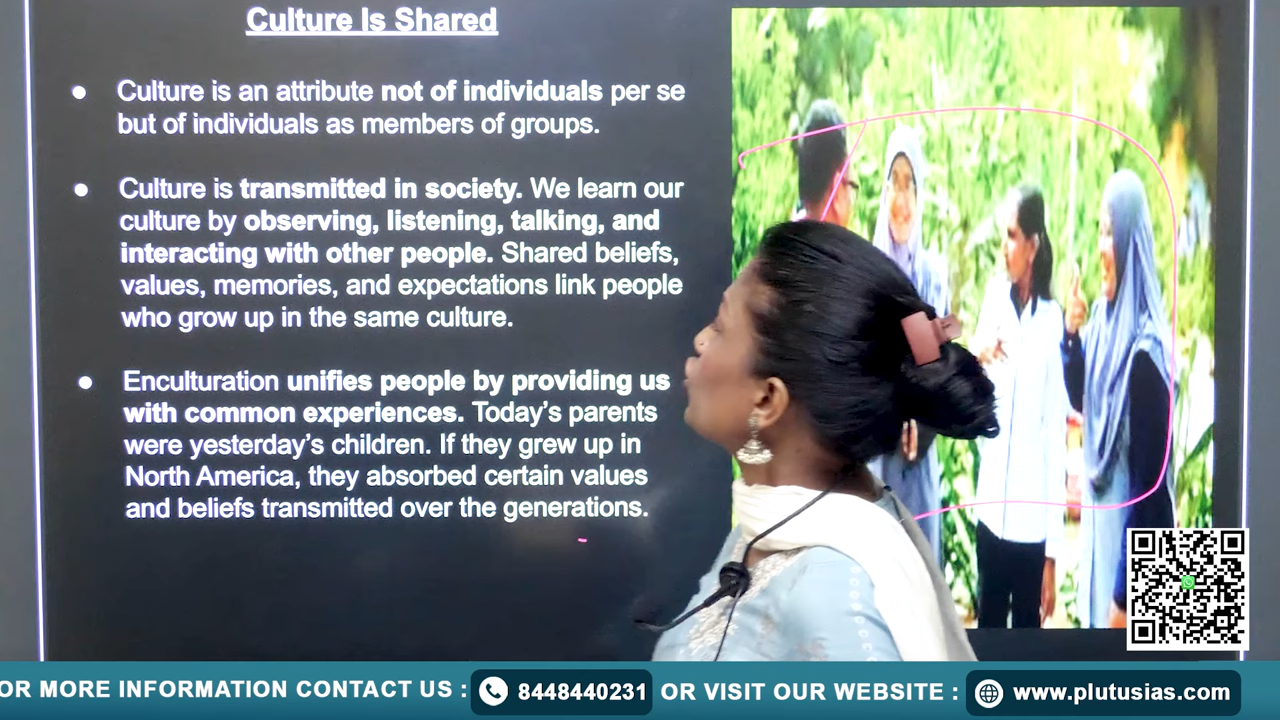 Culture Is Shared
● Culture is an attribute not of individuals per se
but of individuals as members of groups.
● Culture is transmitted in society. We learn our
culture by observing, listening, talking, and
interacting with other people. Shared beliefs,
values, memories, and expectations link people
who grow up in the same culture.
● Enculturation unifies people by providing us
with common experiences. Today's parents
were yesterday's children. If they grew up in
North America, they absorbed certain values
and beliefs transmitted over the generations.
OR MORE INFORMATION CONTACT US : 8448440231 OR VISIT OUR WEBSITE : www.plutusias.com